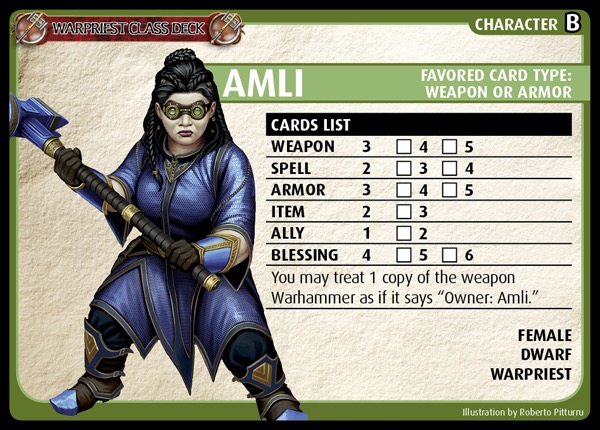 WARPRIEST CLASS DECK
CHARACTER B
AMLI
FAVORED CARD TYPE:
WEAPON OR ARMOR
CARDS LIST
WEAPON 3 ☐ 4 ☐ 5
SPELL 2 ☐ 3 ☐ 4
ARMOR 3 ☐ 4 ☐ 5
ITEM 2 ☐ 3
ALLY 1 ☐ 2
BLESSING 4 ☐ 5 ☐ 6
You may treat 1 copy of the weapon
Warhammer as if it says “Owner: Amli.”
FEMALE
DWARF
WARPRIEST
Illustration by Roberto Pitturru